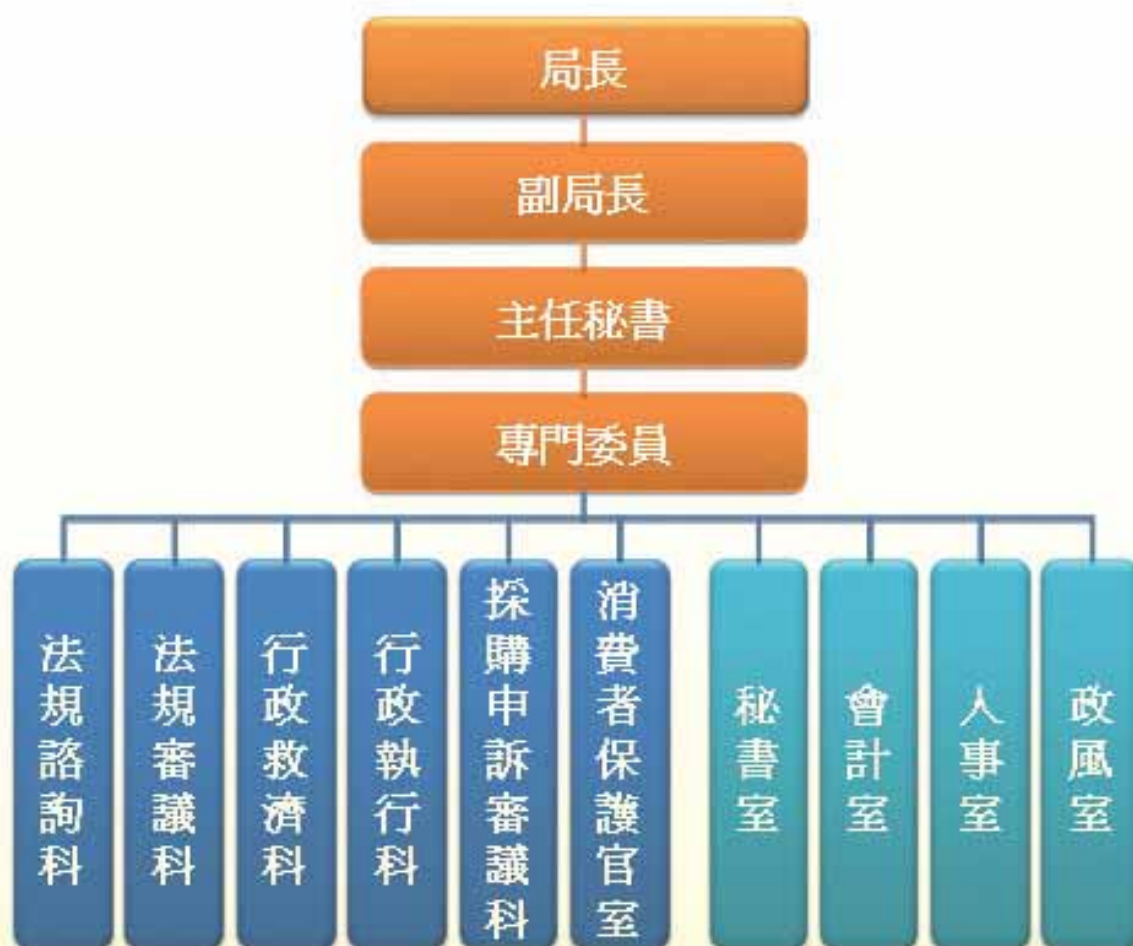 局長
副局長
主任秘書
專門委員
法規諮詢科
法規審議科
行政救濟科
行政執行科
採購申訴審議科
消費者保護官室
秘書室
會計室
人事室
政風室